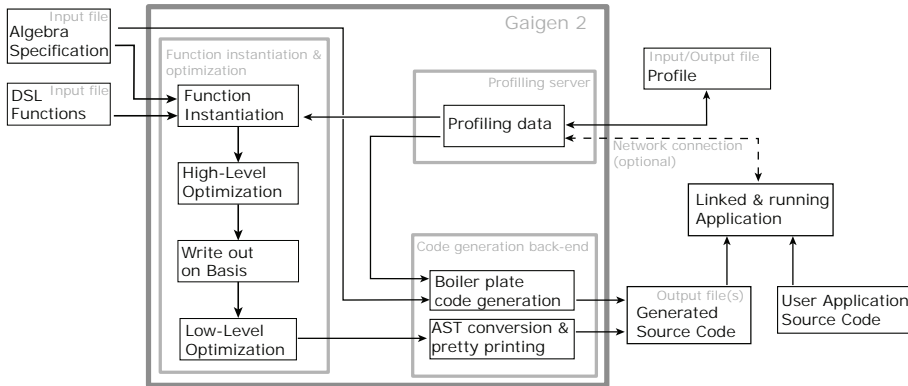 Input file
Algebra
Specification
Input file
DSL
Functions
Gaigen 2
Function instantiation &
optimization
Function
Instantiation
High-Level
Optimization
Write out
on Basis
Low-Level
Optimization
Profilling server
Profiling data
Code generation back-end
Boiler plate
code generation
AST conversion &
pretty printing
Input/Output file
Profile
Network connection
(optional)
Linked & running
Application
Output file(s)
Generated
Source Code
User Application
Source Code